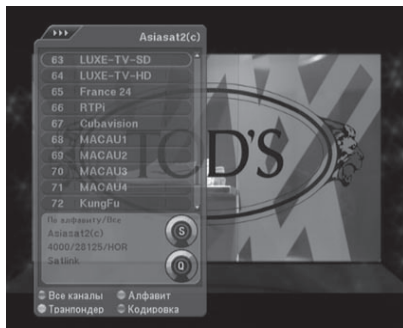 Asiasat2(c)
63 LUXE-TV-SD
64 LUXE-TV-HD
65 France 24
66 RTPi
67 Cubavision
68 MACAU1
69 MACAU2
70 MACAU3
71 MACAU4
72 KungFu
TOD'S
По алфавиту/Все
Asiasat2(c)
4000/28125/HOR
Satlink
S
Q
Все каналы Алфавит
Транпондер Кодировка